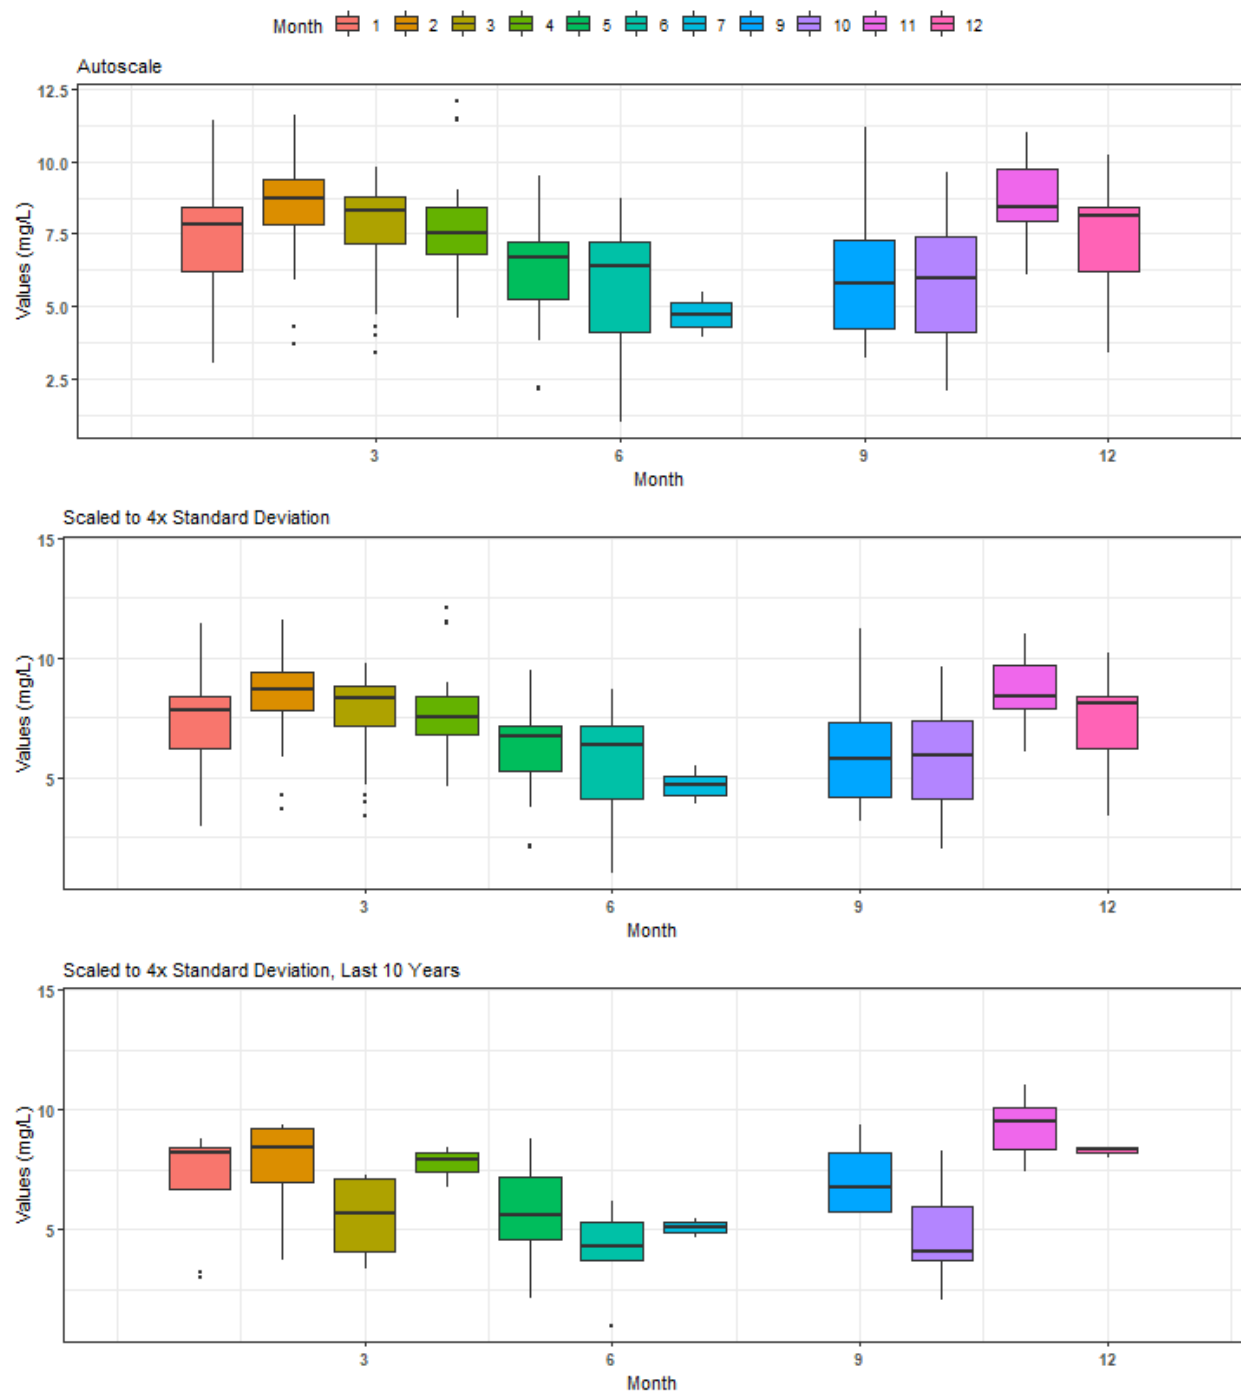 Month 1 2 3 4 5 6 7 9 10 11 12
Autoscale
12.5
10.0
7.5
5.0
2.5
Values (mg/L)
3 6 9 12
Month
Scaled to 4x Standard Deviation
15
10
5
Values (mg/L)
3 6 9 12
Month
Scaled to 4x Standard Deviation, Last 10 Years
15
10
5
Values (mg/L)
3 6 9 12
Month